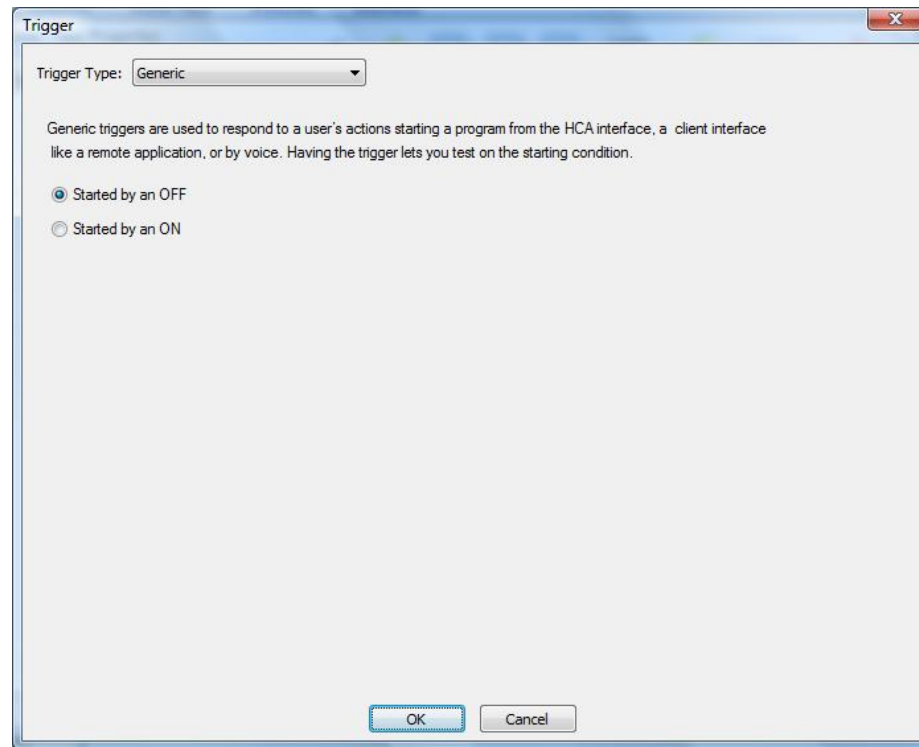 Trigger
Trigger Type: Generic
Generic triggers are used to respond to a user's actions starting a program from the HCA interface, a client interface
like a remote application, or by voice. Having the trigger lets you test on the starting condition.
Started by an OFF
Started by an ON
OK Cancel